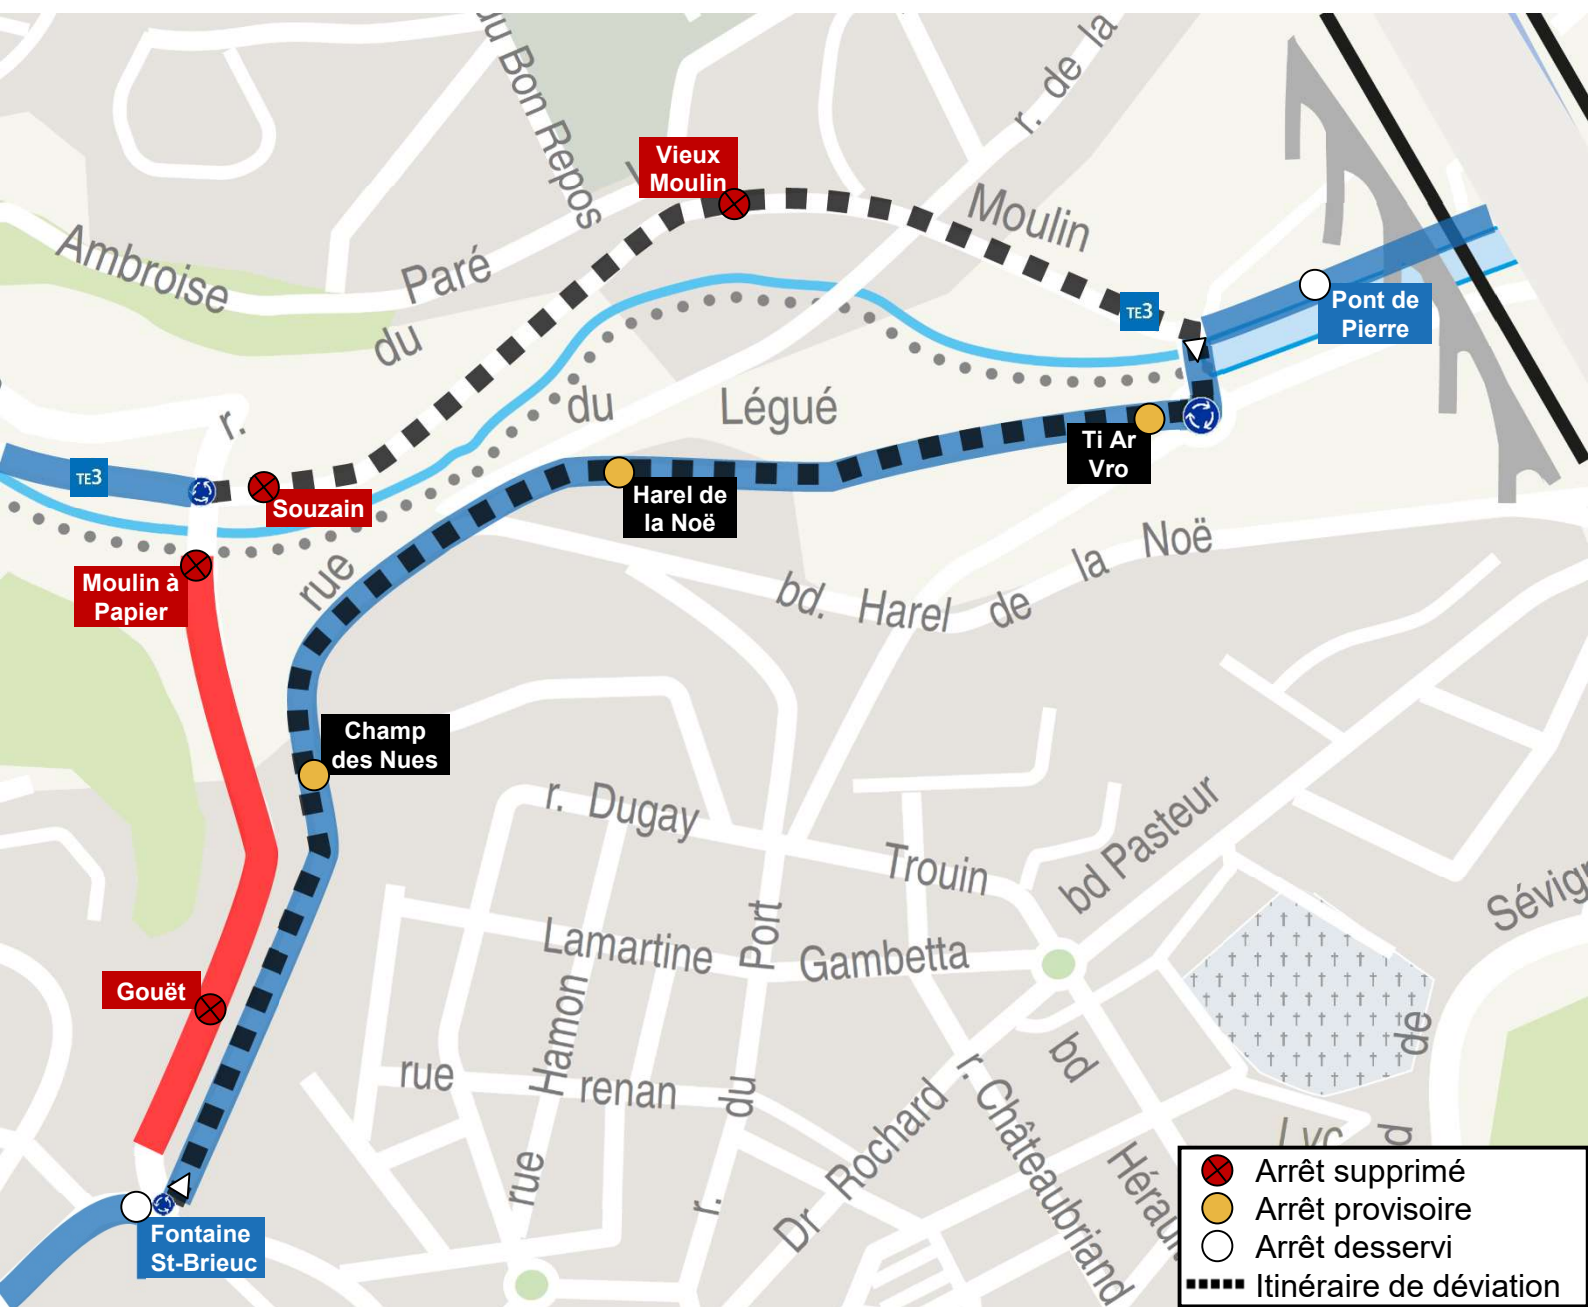 du Bon Repos
r. de la
Vieux
Moulin
Moulin
Ambroise
Paré
du
r.
TE3
Pont de
Pierre
du
Légué
TE3
Souzain
Ti Ar
Vro
Harel de
la Noë
rue
Moulin à
Papier
bd. Harel de la Noë
Champ
des Nues
r. Dugay
Trouin
bd Pasteur
Sévign
Lamartine
Gambetta
Port
du
r.
Gouët
Hamon
rue
rue
renan
de
bd
r. Châteaubriand
Dr Rochard
Hérau
Lyc
d
Fontaine
St-Brieuc
Arrêt supprimé
Arrêt provisoire
Arrêt desservi
Itinéraire de déviation